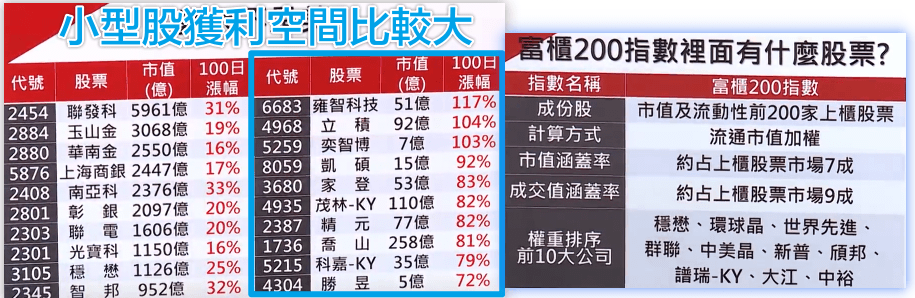 小型股獲利空間比較大
代號 股票 市值(億) 100日漲幅
2454 聯發科 5961億 31%
2884 玉山金 3068億 19%
2880 華南金 2550億 16%
5876 上海商銀 2447億 17%
2408 南亞科 2376億 33%
2801 彰銀 2097億 20%
2303 聯電 1606億 20%
2301 光寶科 1150億 16%
3105 穩懋 1126億 25%
2345 智邦 952億 32%
代號 股票 市值(億) 100日漲幅
6683 雍智科技 51億 117%
4968 立積 92億 104%
5259 奕智博 7億 103%
8059 凱碩 15億 92%
3680 家登 53億 83%
4935 茂林-KY 110億 82%
2387 精元 77億 82%
1736 喬山 258億 81%
5215 科嘉-KY 35億 79%
4304 勝昱 5億 72%
富櫃200指數裡面有什麼股票?
指數名稱 富櫃200指數
成份股 市值及流動性前200家上櫃股票
計算方式 流通市值加權
市值涵蓋率 約占上櫃股票市場7成
成交值涵蓋率 約占上櫃股票市場9成
權重排序
前10大公司
穩懋、環球晶、世界先進、
群聯、中美晶、新普、頎邦、
譜瑞-KY、大江、中裕